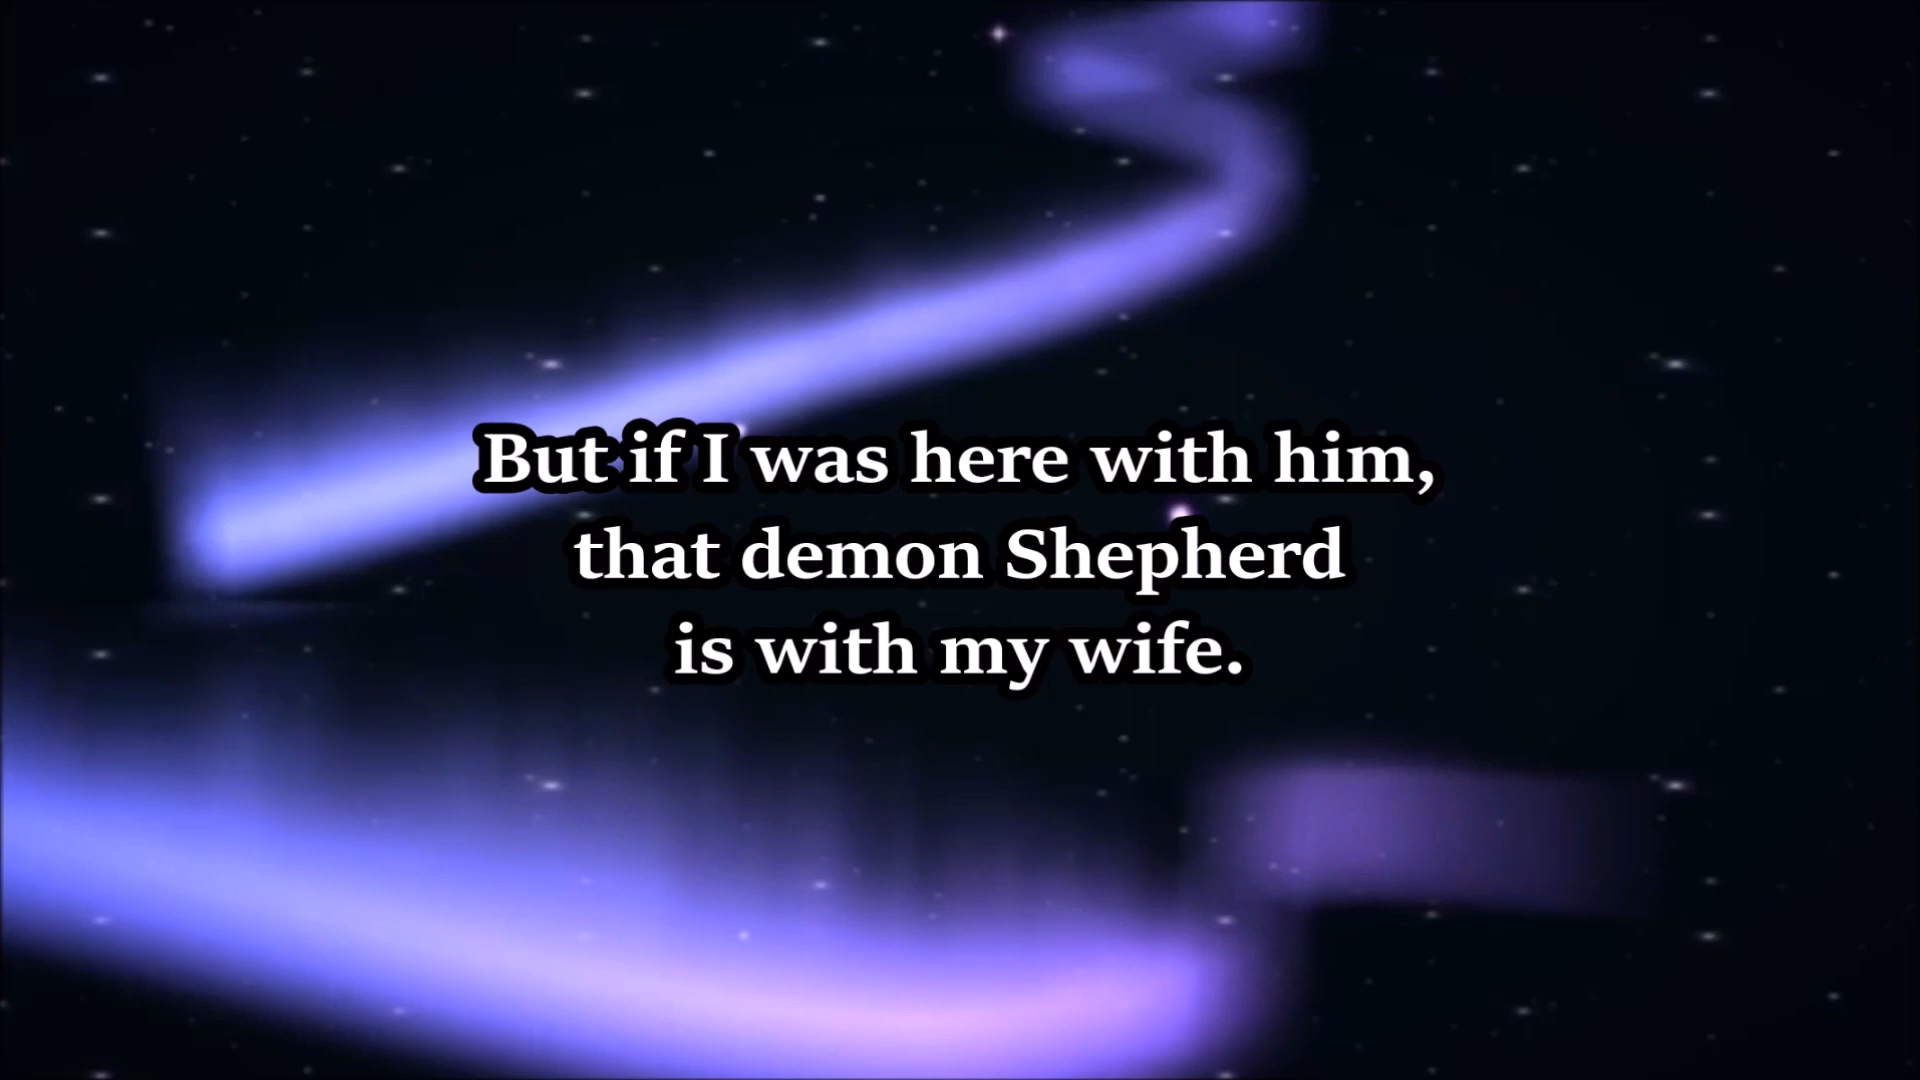 But if I was here with him,
that demon Shepherd
is with my wife.